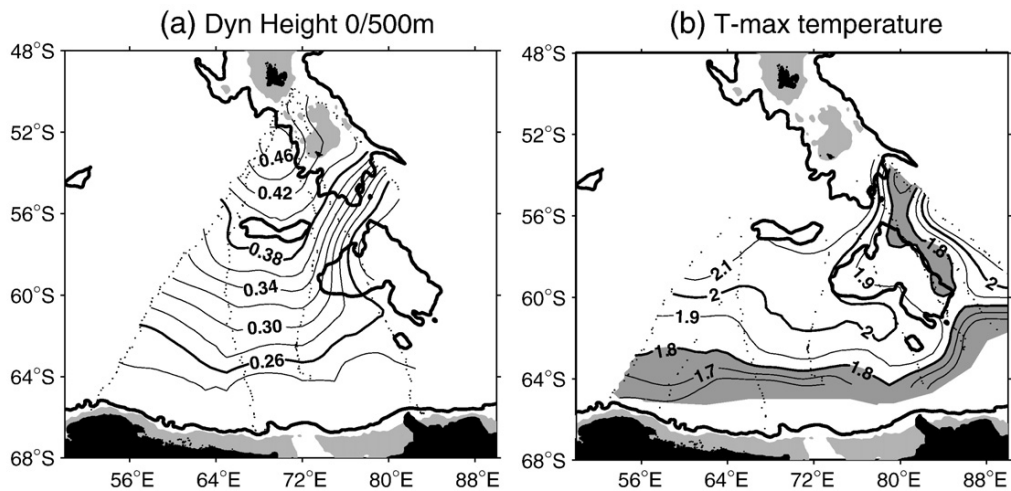 (a) Dyn Height 0/500m
48°S
52°S
56°S
60°S
64°S
68°S
56°E
64°E
72°E
80°E
88°E
0.46
0.42
0.38
0.34
0.30
0.26
(b) T-max temperature
48°S
52°S
56°S
60°S
64°S
68°S
56°E
64°E
72°E
80°E
88°E
2.1
2
1.9
1.8
1.7
1.9
2
1.8
1.8
2